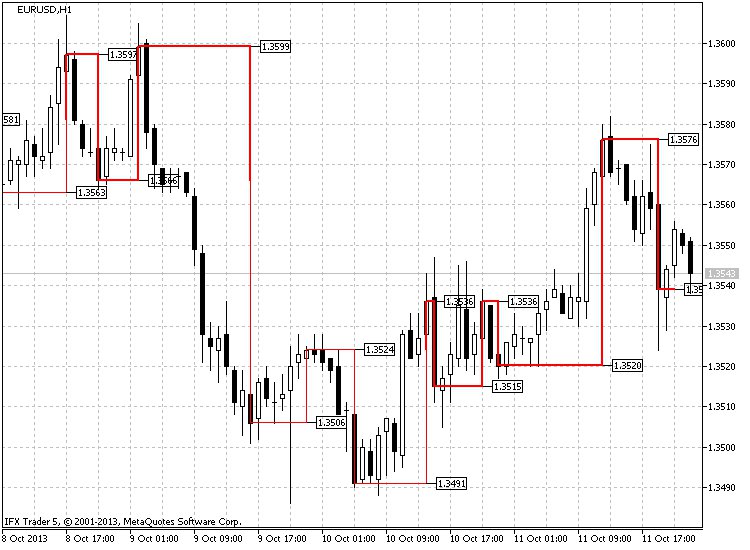 EURUSD,H1
1.3600
1.3599
1.3597
1.3590
581
1.3580
1.3576
1.3570
1.3566
1.3563
1.3560
1.3550
1.3543
1.3540
1.35
1.3536
1.3536
1.3530
1.3524
1.3520
1.3520
1.3515
1.3510
1.3506
1.3500
1.3491
1.3490
IFX Trader 5, © 2001-2013, MetaQuotes Software Corp.
8 Oct 2013
8 Oct 17:00
9 Oct 01:00
9 Oct 09:00
9 Oct 17:00
10 Oct 01:00
10 Oct 09:00
10 Oct 17:00
11 Oct 01:00
11 Oct 09:00
11 Oct 17:00